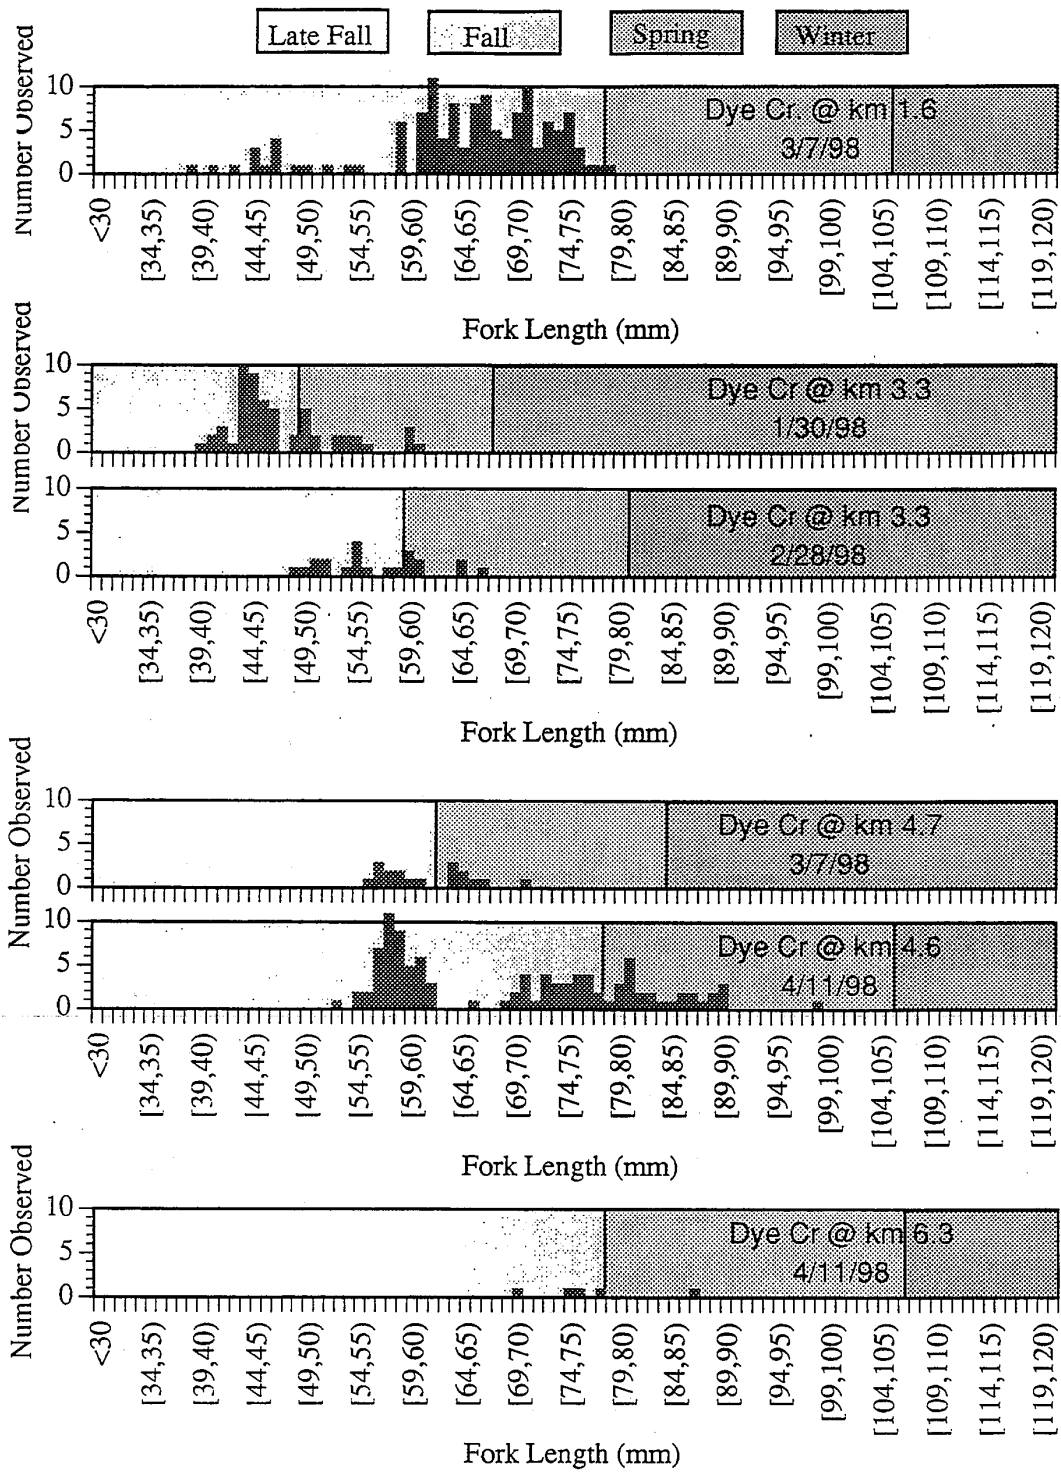 Late Fall Fall Spring Winter
Number Observed
10
5
0
Dye Cr. @ km 1.6
3/7/98
<30 [34,35) [39,40) [44,45) [49,50) [54,55) [59,60) [64,65) [69,70) [74,75) [79,80) [84,85) [89,90) [94,95) [99,100) [104,105) [109,110) [114,115) [119,120)
Fork Length (mm)
Number Observed
10
5
0
Dye Cr @ km 3.3
1/30/98
10
5
0
Dye Cr @ km 3.3
2/28/98
<30 [34,35) [39,40) [44,45) [49,50) [54,55) [59,60) [64,65) [69,70) [74,75) [79,80) [84,85) [89,90) [94,95) [99,100) [104,105) [109,110) [114,115) [119,120)
Fork Length (mm)
Number Observed
10
5
0
Dye Cr @ km 4.7
3/7/98
10
5
0
Dye Cr @ km 4.6
4/11/98
<30 [34,35) [39,40) [44,45) [49,50) [54,55) [59,60) [64,65) [69,70) [74,75) [79,80) [84,85) [89,90) [94,95) [99,100) [104,105) [109,110) [114,115) [119,120)
Fork Length (mm)
Number Observed
10
5
0
Dye Cr @ km 6.3
4/11/98
<30 [34,35) [39,40) [44,45) [49,50) [54,55) [59,60) [64,65) [69,70) [74,75) [79,80) [84,85) [89,90) [94,95) [99,100) [104,105) [109,110) [114,115) [119,120)
Fork Length (mm)